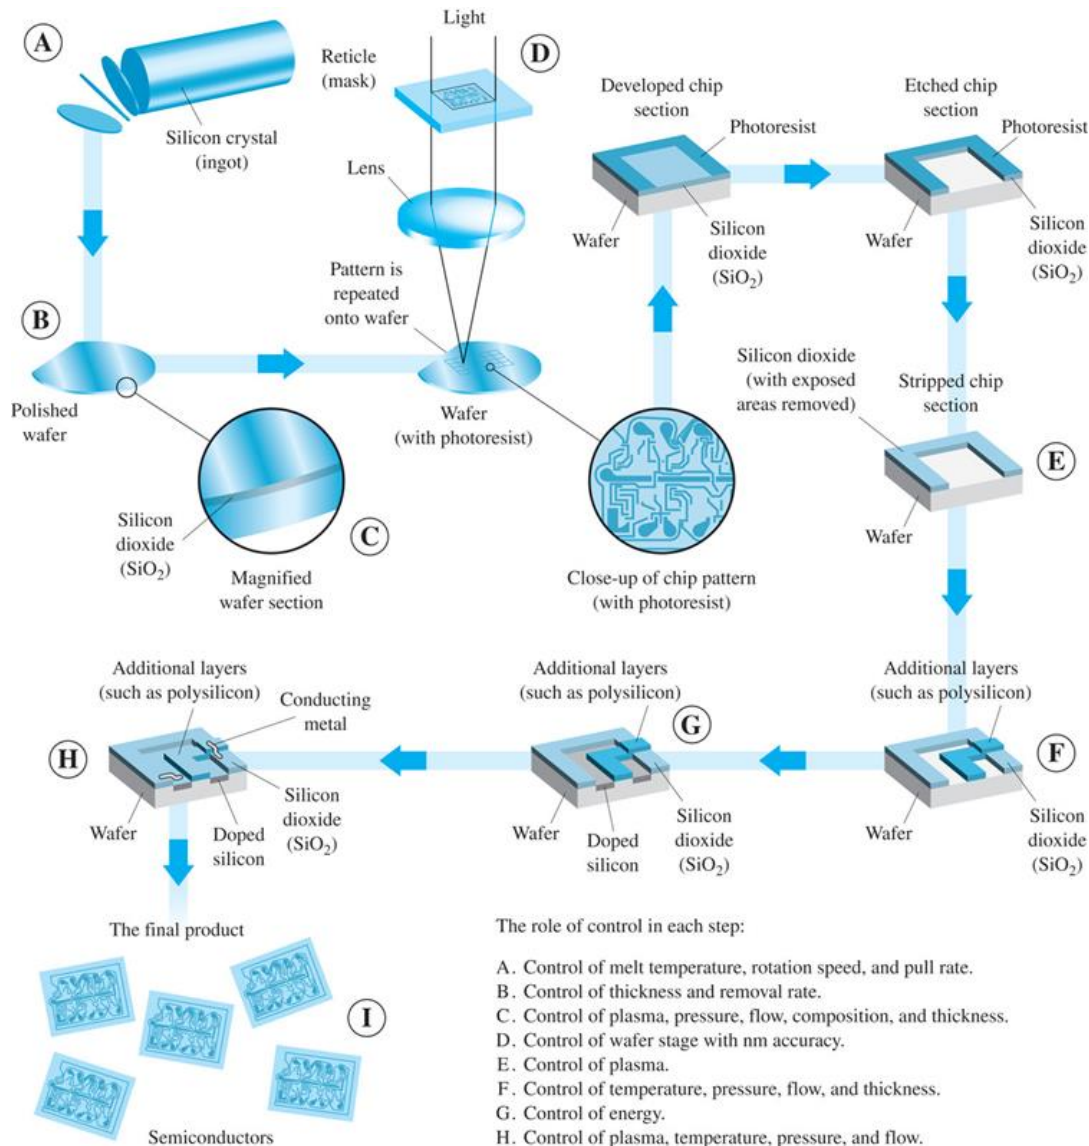 A
Silicon crystal
(ingot)
Light
Reticle
(mask)
D
Lens
Pattern is
repeated
onto wafer
B
Polished
wafer
Wafer
(with photoresist)
Silicon
dioxide
(SiO₂)
C
Magnified
wafer section
Close-up of chip pattern
(with photoresist)
Developed chip
section
Photoresist
Wafer
Silicon
dioxide
(SiO₂)
Etched chip
section
Photoresist
Wafer
Silicon
dioxide
(SiO₂)
Silicon dioxide
(with exposed
areas removed)
Stripped chip
section
E
Wafer
Additional layers
(such as polysilicon)
F
Wafer
Silicon
dioxide
(SiO₂)
Additional layers
(such as polysilicon)
G
Wafer
Doped
silicon
Silicon
dioxide
(SiO₂)
Additional layers
(such as polysilicon)
Conducting
metal
H
Wafer
Doped
silicon
Silicon
dioxide
(SiO₂)
The final product
I
Semiconductors
The role of control in each step:
A. Control of melt temperature, rotation speed, and pull rate.
B. Control of thickness and removal rate.
C. Control of plasma, pressure, flow, composition, and thickness.
D. Control of wafer stage with nm accuracy.
E. Control of plasma.
F. Control of temperature, pressure, flow, and thickness.
G. Control of energy.
H. Control of plasma, temperature, pressure, and flow.